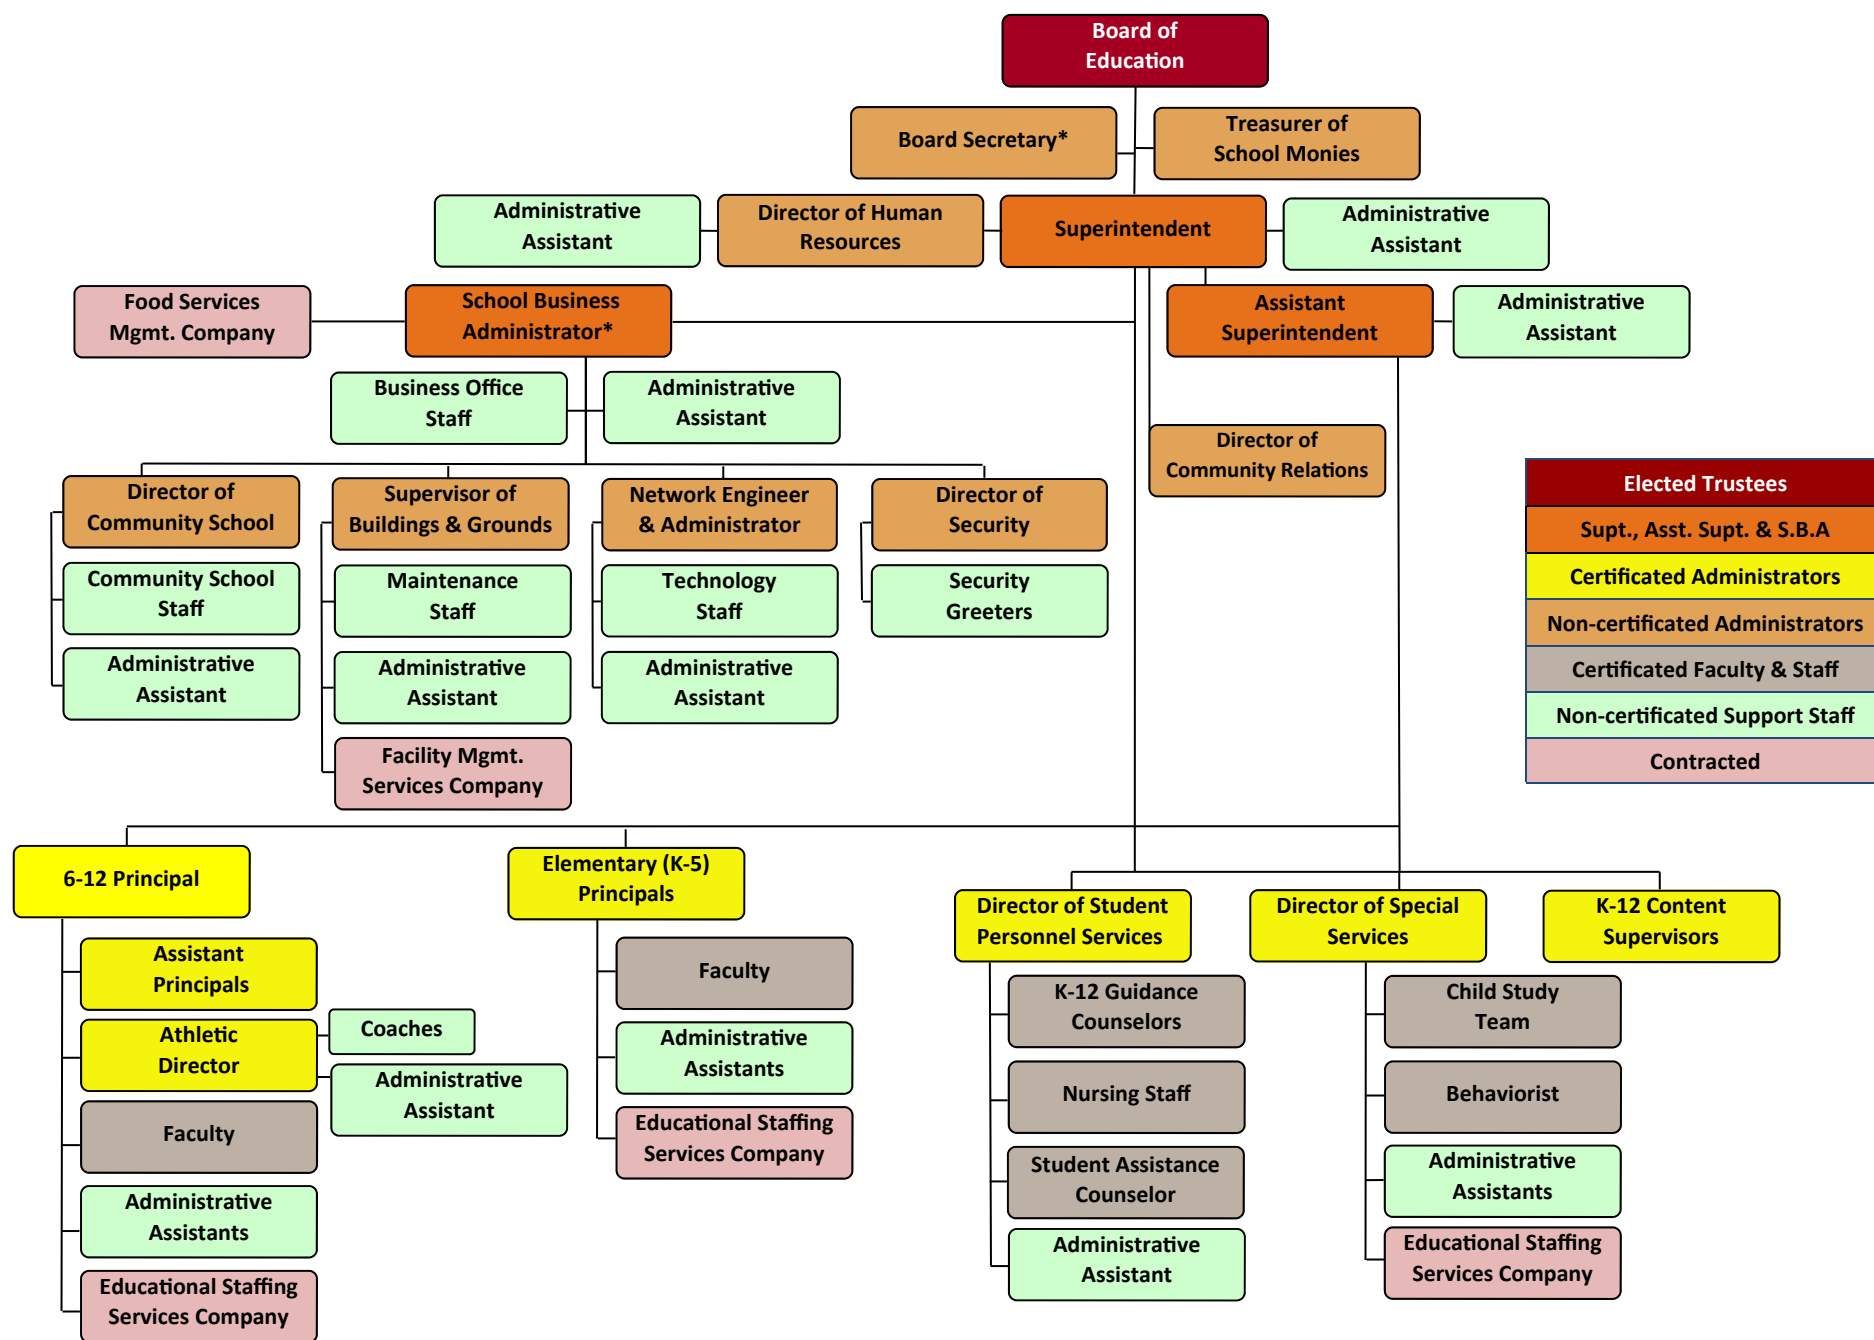 Board of
Education
Board Secretary*
Treasurer of
School Monies
Administrative
Assistant
Director of Human
Resources
Superintendent
Administrative
Assistant
Food Services
Mgmt. Company
School Business
Administrator*
Assistant
Superintendent
Administrative
Assistant
Business Office
Staff
Administrative
Assistant
Director of
Community Relations
Director of
Community School
Supervisor of
Buildings & Grounds
Network Engineer
& Administrator
Director of
Security
Community School
Staff
Maintenance
Staff
Technology
Staff
Security
Greeters
Administrative
Assistant
Administrative
Assistant
Administrative
Assistant
Facility Mgmt.
Services Company
Elected Trustees
Supt., Asst. Supt. & S.B.A
Certificated Administrators
Non-certificated Administrators
Certificated Faculty & Staff
Non-certificated Support Staff
Contracted
6-12 Principal
Assistant
Principals
Athletic
Director
Coaches
Administrative
Assistant
Faculty
Administrative
Assistants
Educational Staffing
Services Company
Elementary (K-5)
Principals
Faculty
Administrative
Assistants
Educational Staffing
Services Company
Director of Student
Personnel Services
K-12 Guidance
Counselors
Nursing Staff
Student Assistance
Counselor
Administrative
Assistant
Director of Special
Services
Child Study
Team
Behaviorist
Administrative
Assistants
Educational Staffing
Services Company
K-12 Content
Supervisors